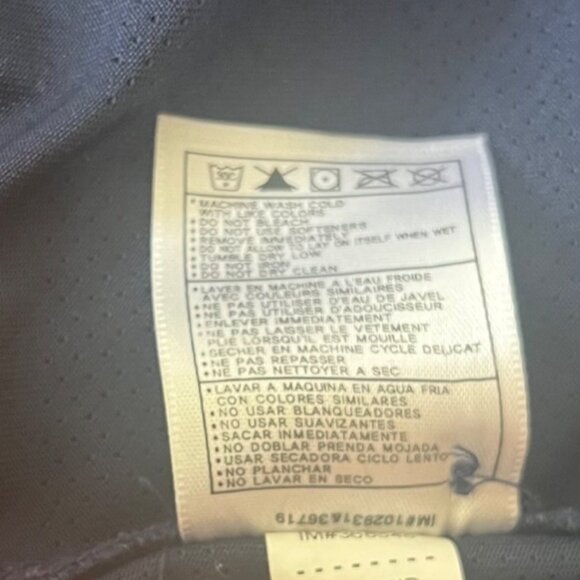 30C
• MACHINE WASH COLD
WITH LIKE COLORS
• DO NOT BLEACH
• DO NOT USE SOFTENERS
• REMOVE IMMEDIATELY
• DO NOT ALLOW TO LAY ON ITSELF WHEN WET
• TUMBLE DRY LOW
• DO NOT IRON
• DO NOT DRY CLEAN
• LAVER EN MACHINE A L'EAU FROIDE
AVEC COULEURS SIMILAIRES
• NE PAS UTILISER D'EAU DE JAVEL
• NE PAS UTILISER D'ADOUCISSEUR
• ENLEVER IMMEDIATEMENT
• NE PAS LAISSER LE VETEMENT
PLIE LORSQU'IL EST MOUILLE
• SECHER EN MACHINE CYCLE DELICAT
• NE PAS REPASSER
• NE PAS NETTOYER A SEC
• LAVAR A MAQUINA EN AGUA FRIA
CON COLORES SIMILARES
• NO USAR BLANQUEADORES
• NO USAR SUAVIZANTES
• SACAR INMEDIATAMENTE
• NO DOBLAR PRENDA MOJADA
• USAR SECADORA CICLO LENTO
• NO PLANCHAR
• NO LAVAR EN SECO
IM#102931&36719